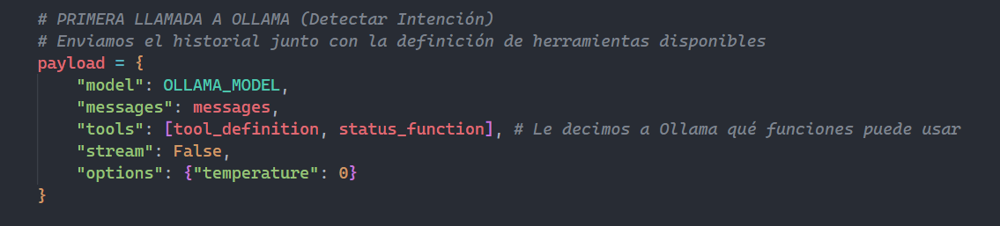 # PRIMERA LLAMADA A OLLAMA (Detectar Intención)
# Enviamos el historial junto con la definición de herramientas disponibles
payload = {
    "model": OLLAMA_MODEL,
    "messages": messages,
    "tools": [tool_definition, status_function], # Le decimos a Ollama qué funciones puede usar
    "stream": False,
    "options": {"temperature": 0}
}